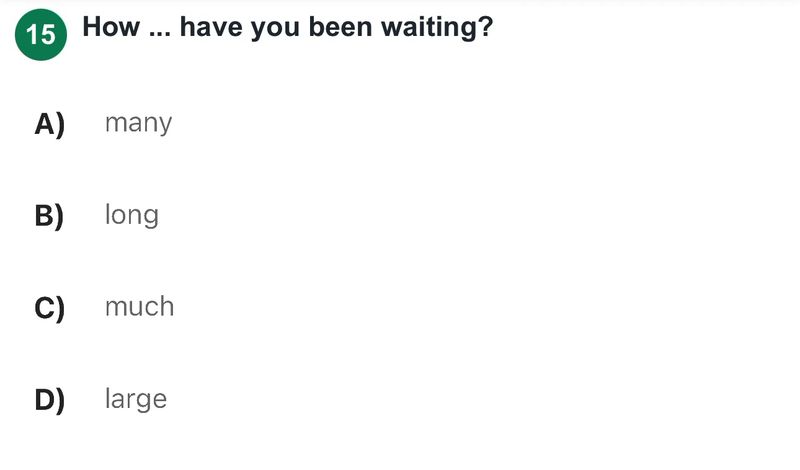 15 How ... have you been waiting?
A) many
B) long
C) much
D) large